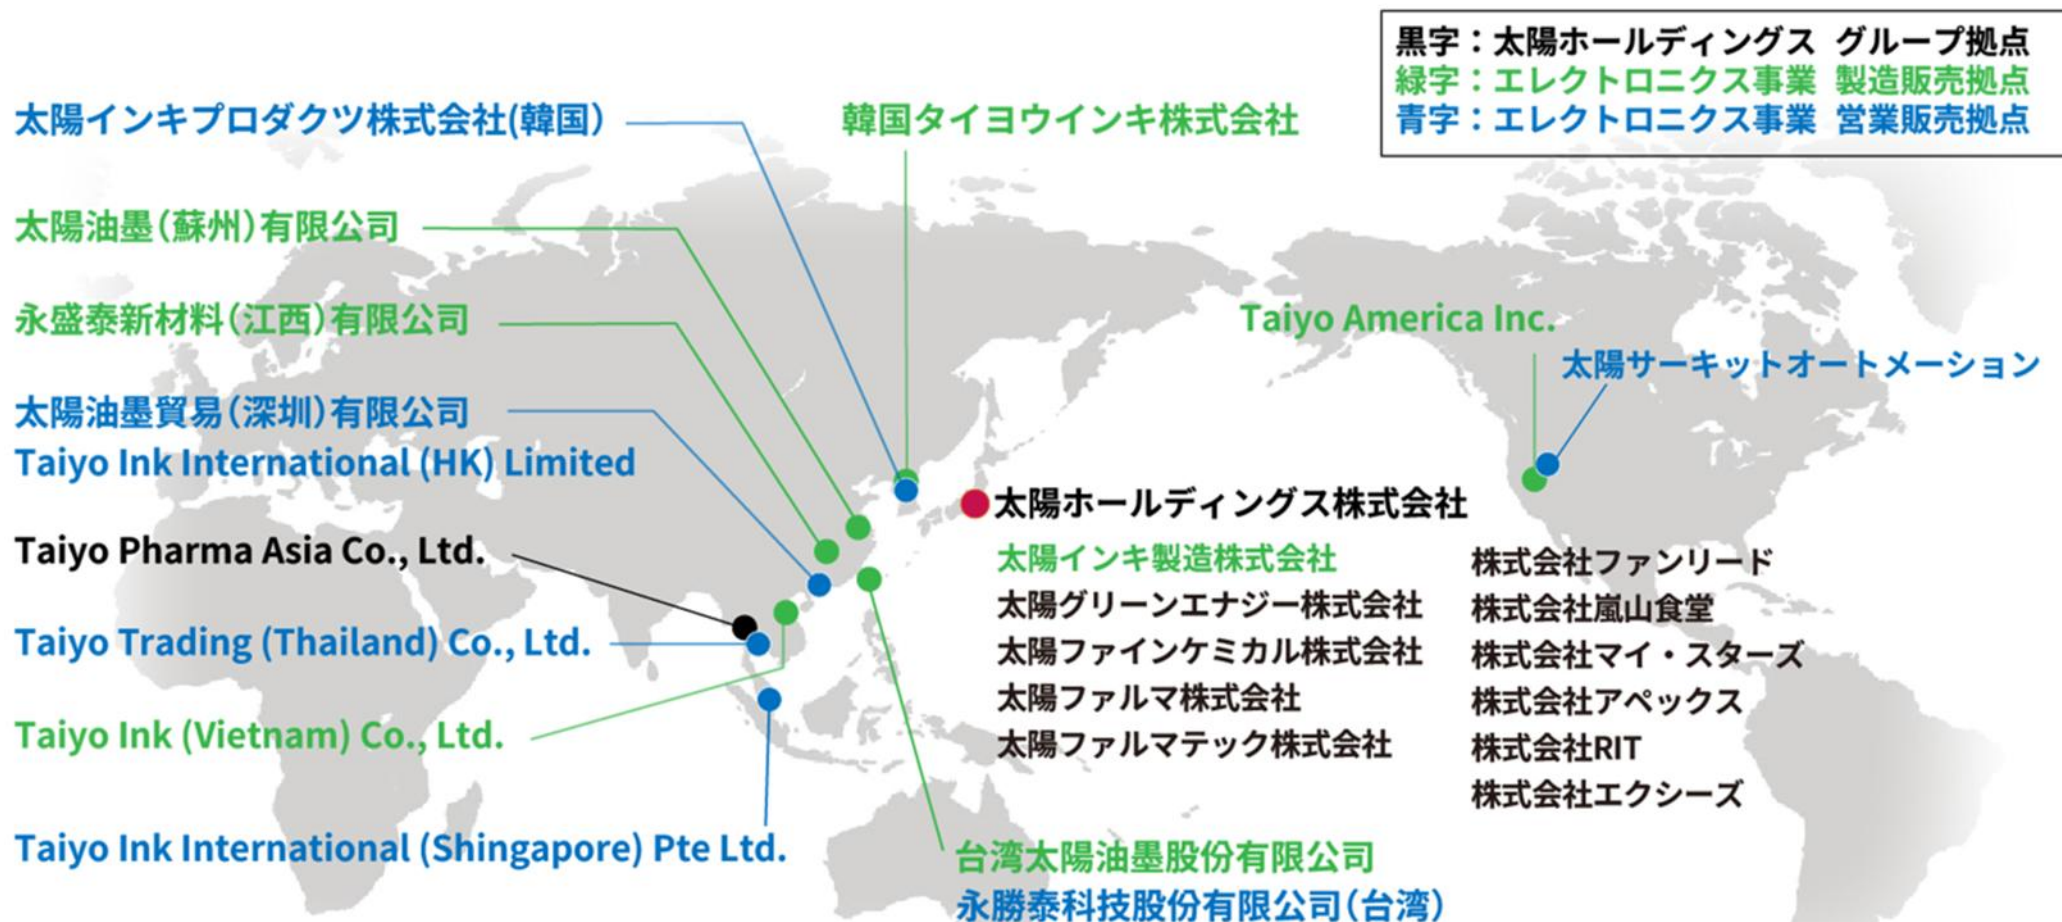 黒字：太陽ホールディングス グループ拠点
緑字：エレクトロニクス事業 製造販売拠点
青字：エレクトロニクス事業 営業販売拠点
太陽インキプロダクツ株式会社(韓国）
韓国タイヨウインキ株式会社
太陽油墨（蘇州）有限公司
永盛泰新材料（江西）有限公司
Taiyo America Inc.
太陽サーキットオートメーション
太陽油墨貿易（深圳）有限公司
Taiyo Ink International (HK) Limited
太陽ホールディングス株式会社
Taiyo Pharma Asia Co., Ltd.
太陽インキ製造株式会社
太陽グリーンエナジー株式会社
太陽ファインケミカル株式会社
太陽ファルマ株式会社
太陽ファルマテック株式会社
株式会社ファンリード
株式会社嵐山食堂
株式会社マイ・スターズ
株式会社アペックス
株式会社RIT
株式会社エクシーズ
Taiyo Trading (Thailand) Co., Ltd.
Taiyo Ink (Vietnam) Co., Ltd.
Taiyo Ink International (Shingapore) Pte Ltd.
台湾太陽油墨股份有限公司
永勝泰科技股份有限公司（台湾）